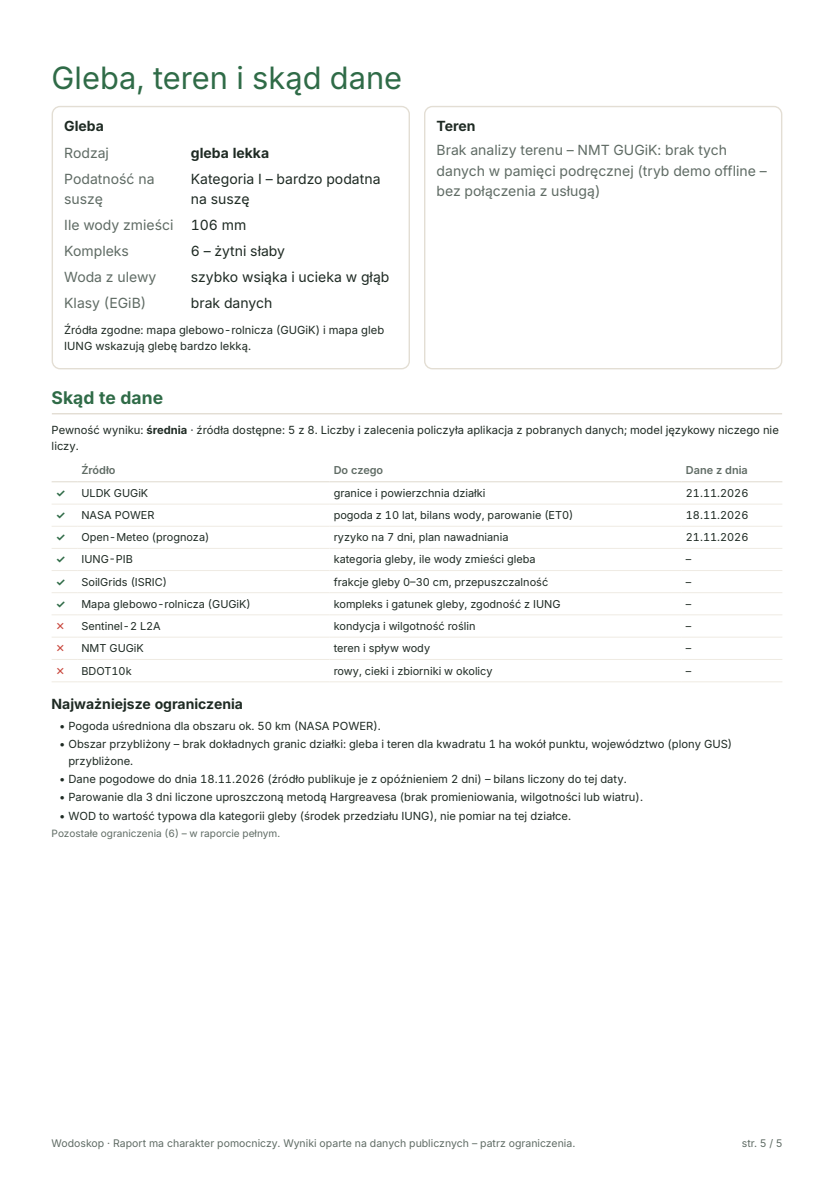 Gleba, teren i skąd dane
Gleba
Rodzaj gleba lekka
Podatność na suszę Kategoria I – bardzo podatna na suszę
Ile wody zmieści 106 mm
Kompleks 6 – żytni słaby
Woda z ulewy szybko wsiąka i ucieka w głąb
Klasy (EGiB) brak danych
Źródła zgodne: mapa glebowo-rolnicza (GUGiK) i mapa gleb
IUNG wskazują glebę bardzo lekką.
Teren
Brak analizy terenu – NMT GUGiK: brak tych
danych w pamięci podręcznej (tryb demo offline –
bez połączenia z usługą)
Skąd te dane
Pewność wyniku: średnia · źródła dostępne: 5 z 8. Liczby i zalecenia policzyła aplikacja z pobranych danych; model językowy niczego nie
liczy.
Źródło Do czego Dane z dnia
✓ ULDK GUGiK granice i powierzchnia działki 21.11.2026
✓ NASA POWER pogoda z 10 lat, bilans wody, parowanie (ET0) 18.11.2026
✓ Open-Meteo (prognoza) ryzyko na 7 dni, plan nawadniania 21.11.2026
✓ IUNG-PIB kategoria gleby, ile wody zmieści gleba –
✓ SoilGrids (ISRIC) frakcje gleby 0–30 cm, przepuszczalność –
✓ Mapa glebowo-rolnicza (GUGiK) kompleks i gatunek gleby, zgodność z IUNG –
✕ Sentinel-2 L2A kondycja i wilgotność roślin –
✕ NMT GUGiK teren i spływ wody –
✕ BDOT10k rowy, cieki i zbiorniki w okolicy –
Najważniejsze ograniczenia
• Pogoda uśredniona dla obszaru ok. 50 km (NASA POWER).
• Obszar przybliżony – brak dokładnych granic działki: gleba i teren dla kwadratu 1 ha wokół punktu, województwo (plony GUS)
przybliżone.
• Dane pogodowe do dnia 18.11.2026 (źródło publikuje je z opóźnieniem 2 dni) – bilans liczony do tej daty.
• Parowanie dla 3 dni liczone uproszczoną metodą Hargreavesa (brak promieniowania, wilgotności lub wiatru).
• WOD to wartość typowa dla kategorii gleby (środek przedziału IUNG), nie pomiar na tej działce.
Pozostałe ograniczenia (6) – w raporcie pełnym.
Wodoskop · Raport ma charakter pomocniczy. Wyniki oparte na danych publicznych – patrz ograniczenia. str. 5 / 5